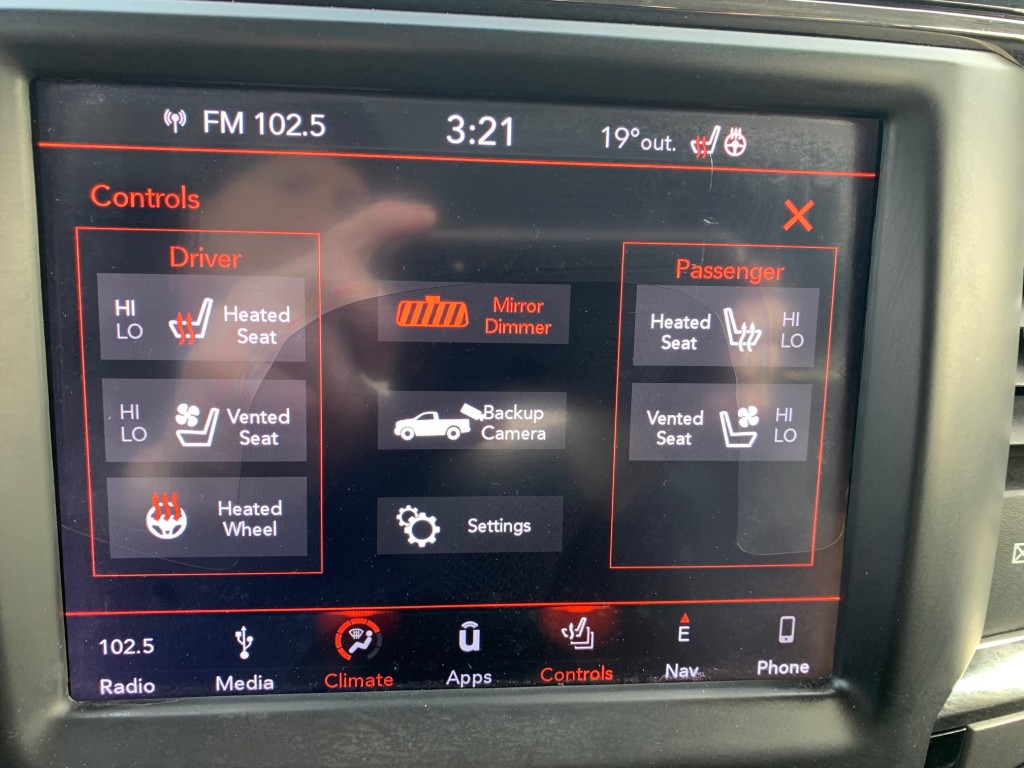 FM 102.5
3:21
19°out.
Controls
Driver
HI
LO
Heated
Seat
HI
LO
Vented
Seat
Heated
Wheel
Mirror
Dimmer
Backup
Camera
Settings
Passenger
Heated
Seat
HI
LO
Vented
Seat
HI
LO
102.5
Radio
Media
Climate
u
Apps
Controls
E
Nav
Phone